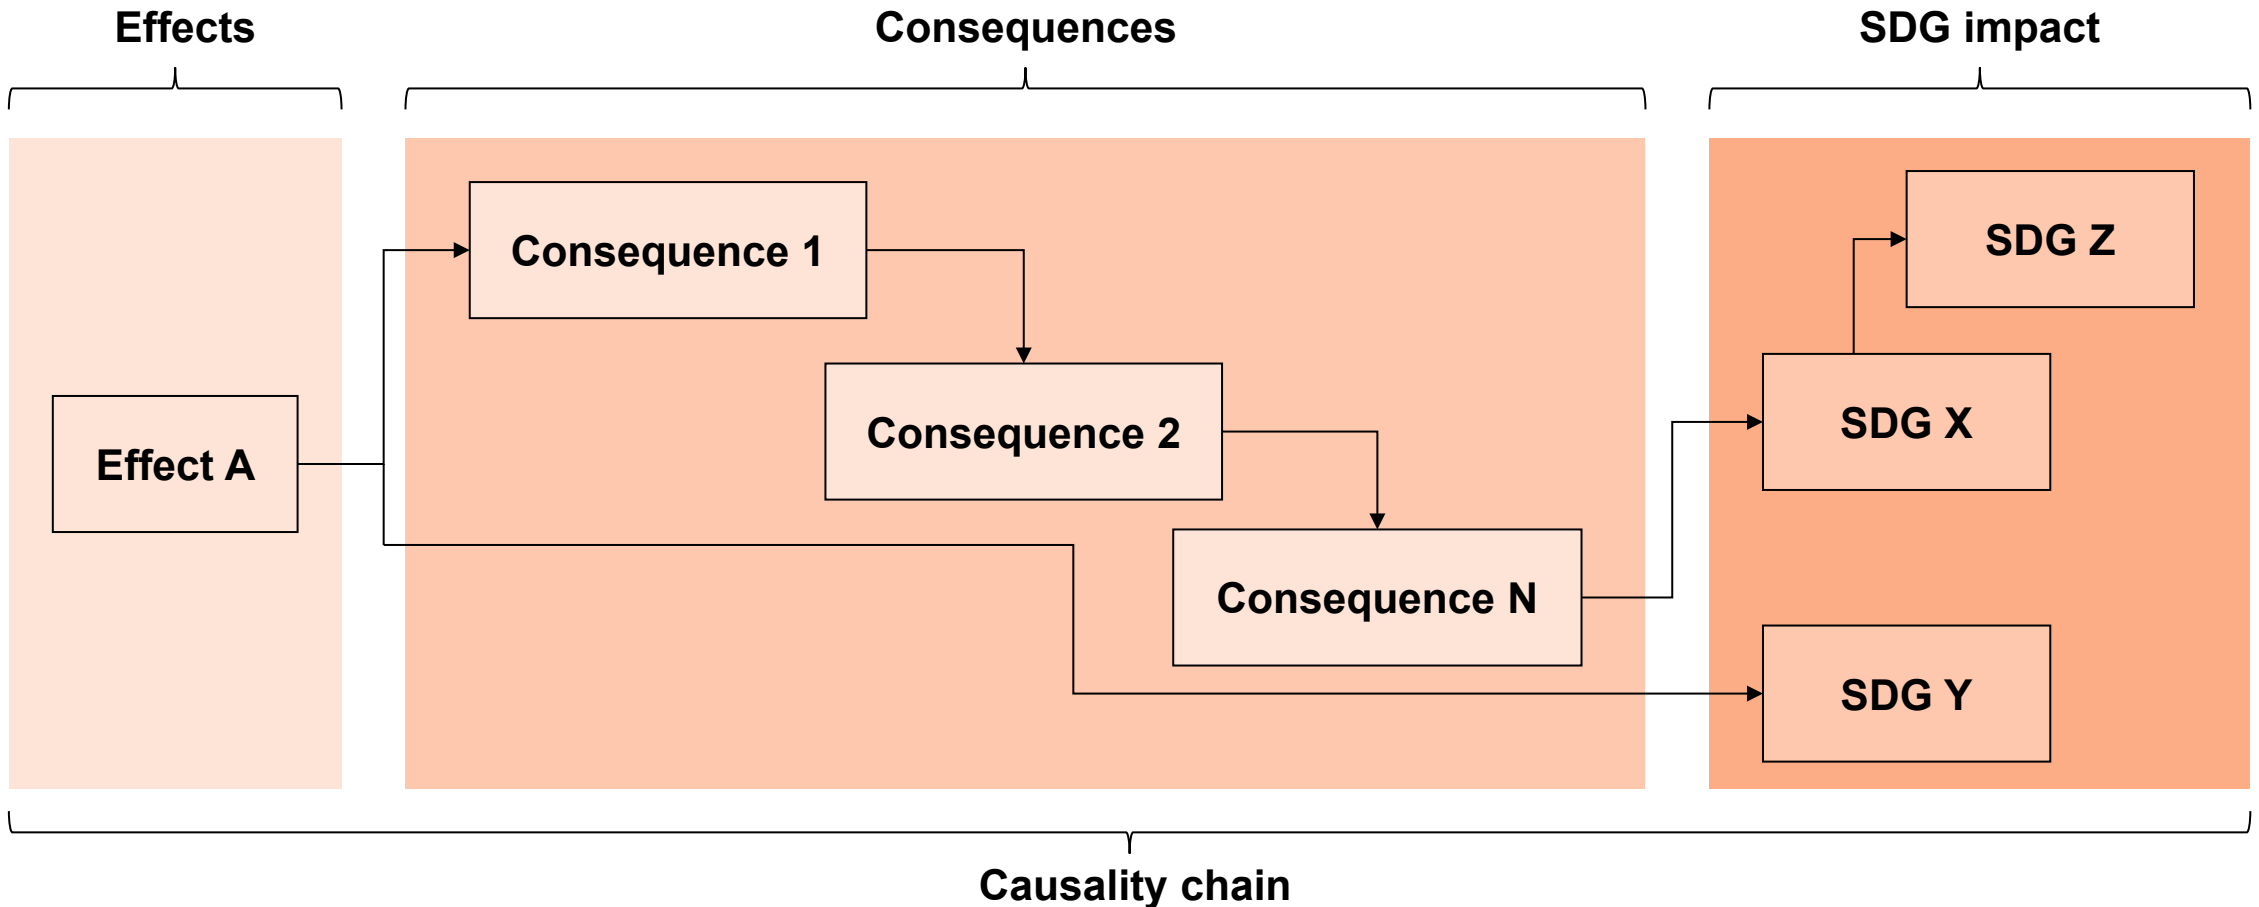 Effects
Consequences
SDG impact
Consequence 1
SDG Z
Consequence 2
SDG X
Effect A
Consequence N
SDG Y
Causality chain